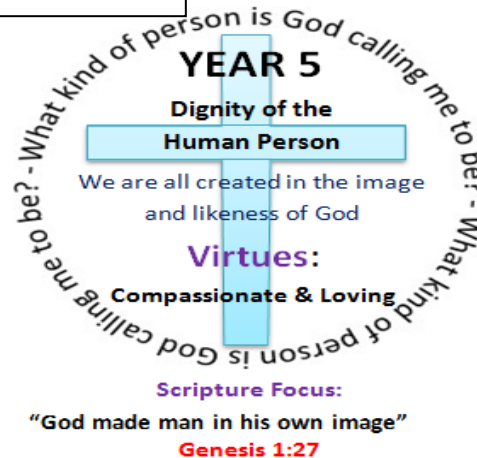 What kind of person is God calling me to be? - What kind of person is God calling me to be? -
YEAR 5
Dignity of the
Human Person
We are all created in the image
and likeness of God
Virtues:
Compassionate & Loving
Scripture Focus:
“God made man in his own image”
Genesis 1:27